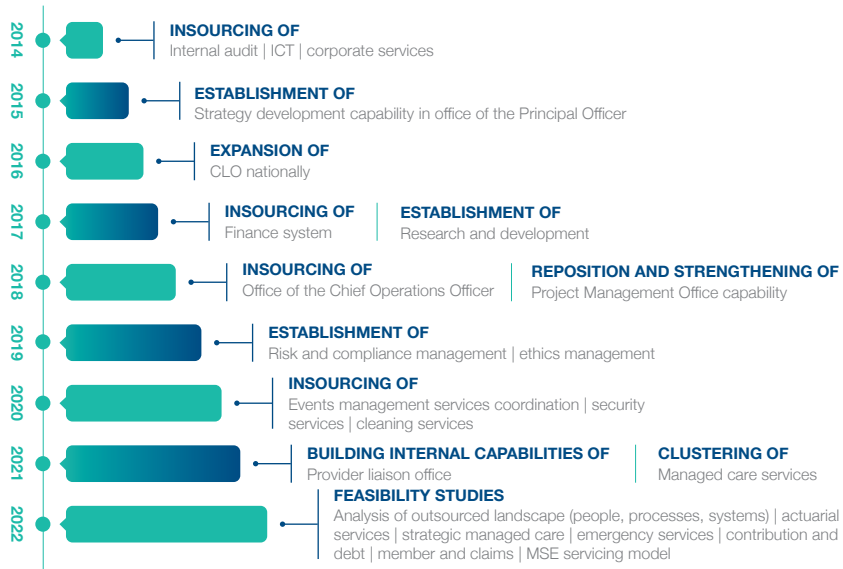 2014
INSOURCING OF
Internal audit | ICT | corporate services
2015
ESTABLISHMENT OF
Strategy development capability in office of the Principal Officer
2016
EXPANSION OF
CLO nationally
2017
INSOURCING OF
Finance system
ESTABLISHMENT OF
Research and development
2018
INSOURCING OF
Office of the Chief Operations Officer
REPOSITION AND STRENGTHENING OF
Project Management Office capability
2019
ESTABLISHMENT OF
Risk and compliance management | ethics management
2020
INSOURCING OF
Events management services coordination | security
services | cleaning services
2021
BUILDING INTERNAL CAPABILITIES OF
Provider liaison office
CLUSTERING OF
Managed care services
2022
FEASIBILITY STUDIES
Analysis of outsourced landscape (people, processes, systems) | actuarial
services | strategic managed care | emergency services | contribution and
debt | member and claims | MSE servicing model